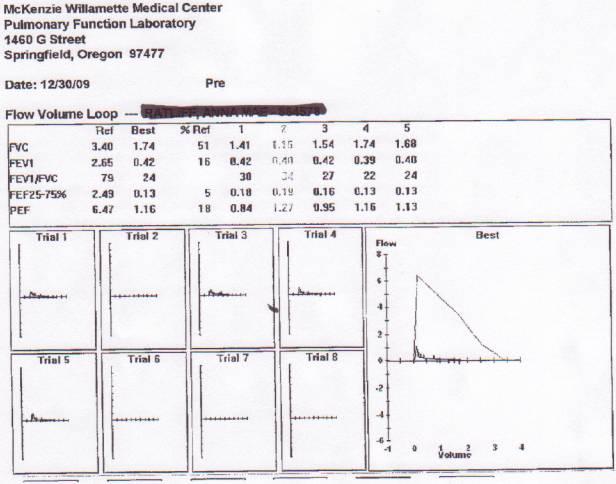 McKenzie Willamette Medical Center
Pulmonary Function Laboratory
1460 G Street
Springfield, Oregon 97477
Date: 12/30/09 Pre
Flow Volume Loop ---
Ref Best % Ref 1 2 3 4 5
FVC 3.40 1.74 51 1.41 1.15 1.54 1.74 1.68
FEV1 2.65 0.42 16 0.42 0.40 0.42 0.39 0.40
FEV1/FVC 79 24 30 34 27 22 24
FEF25-75% 2.49 0.13 5 0.18 0.19 0.16 0.13 0.13
PEF 6.47 1.16 18 0.84 1.27 0.95 1.16 1.13
Trial 1 Trial 2 Trial 3 Trial 4 Best
Flow
8
6
4
2
0
-2
-4
-6
-1 0 1 2 3 4
Volume
Trial 5 Trial 6 Trial 7 Trial 8